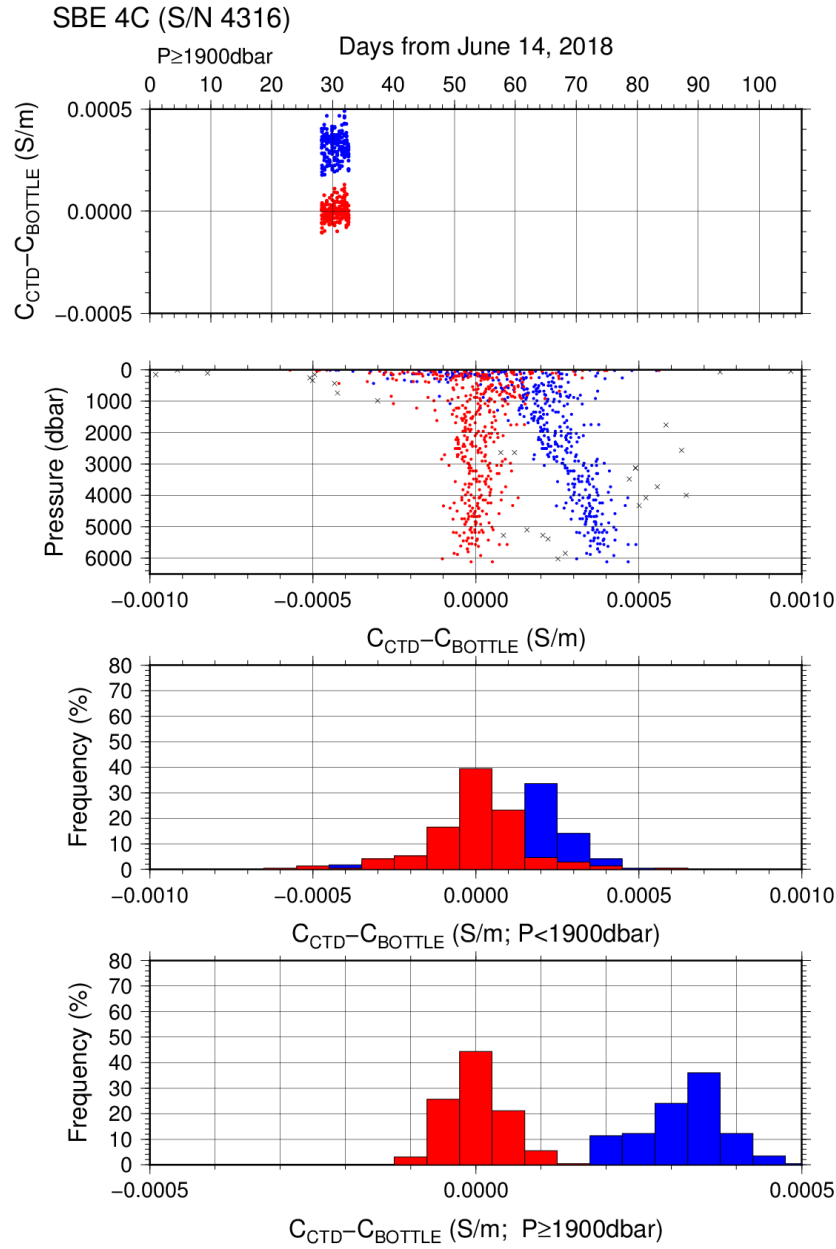 SBE 4C (S/N 4316)
P≥1900dbar
Days from June 14, 2018
0 10 20 30 40 50 60 70 80 90 100
0.0005
0.0000
−0.0005
C_CTD−C_BOTTLE (S/m)
0
1000
2000
3000
4000
5000
6000
Pressure (dbar)
−0.0010 −0.0005 0.0000 0.0005 0.0010
C_CTD−C_BOTTLE (S/m)
80
70
60
50
40
30
20
10
0
Frequency (%)
−0.0010 −0.0005 0.0000 0.0005 0.0010
C_CTD−C_BOTTLE (S/m; P<1900dbar)
80
70
60
50
40
30
20
10
0
Frequency (%)
−0.0005 0.0000 0.0005
C_CTD−C_BOTTLE (S/m; P≥1900dbar)